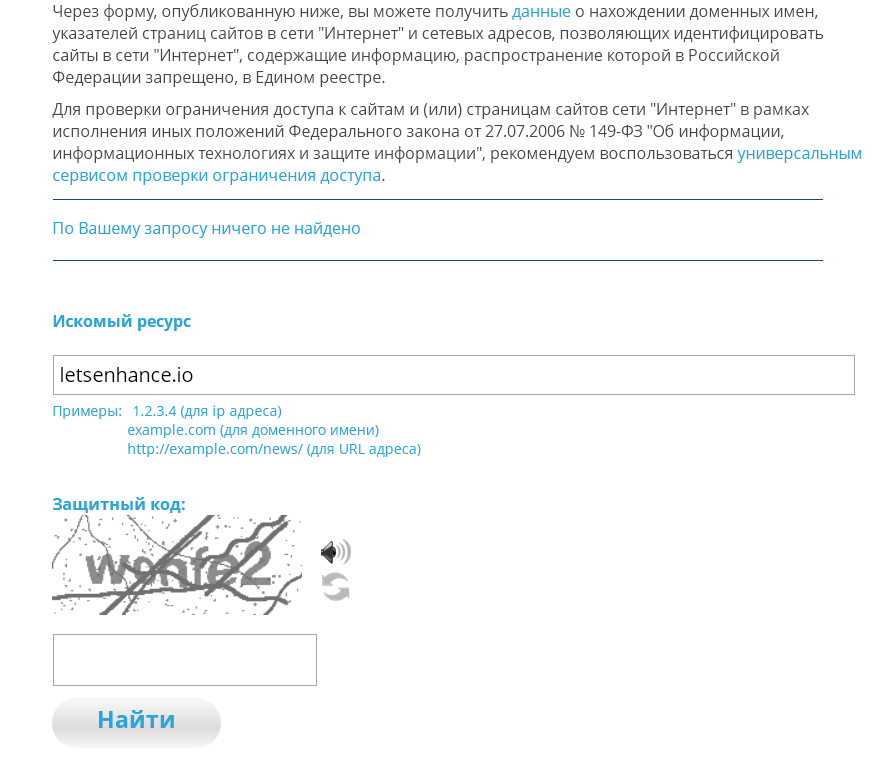 Через форму, опубликованную ниже, вы можете получить данные о нахождении доменных имен,
указателей страниц сайтов в сети "Интернет" и сетевых адресов, позволяющих идентифицировать
сайты в сети "Интернет", содержащие информацию, распространение которой в Российской
Федерации запрещено, в Едином реестре.
Для проверки ограничения доступа к сайтам и (или) страницам сайтов сети "Интернет" в рамках
исполнения иных положений Федерального закона от 27.07.2006 № 149-ФЗ "Об информации,
информационных технологиях и защите информации", рекомендуем воспользоваться универсальным
сервисом проверки ограничения доступа.
По Вашему запросу ничего не найдено
Искомый ресурс
letsenhance.io
Примеры: 1.2.3.4 (для ip адреса)
example.com (для доменного имени)
http://example.com/news/ (для URL адреса)
Защитный код:
Найти